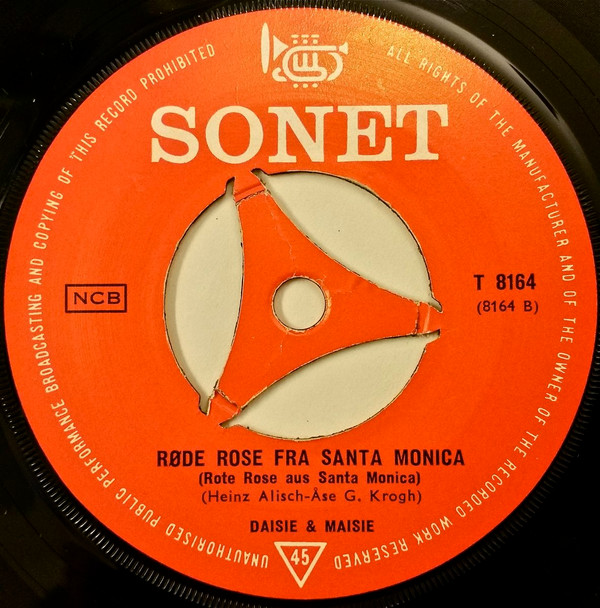 ALL RIGHTS OF THE MANUFACTURER AND OF THE OWNER OF THE RECORDED WORK RESERVED
UNAUTHORISED PUBLIC PERFORMANCE BROADCASTING AND COPYING OF THIS RECORD PROHIBITED
SONET
NCB
T 8164
(8164 B)
RØDE ROSE FRA SANTA MONICA
(Rote Rose aus Santa Monica)
(Heinz Alisch-Åse G. Krogh)
DAISIE & MAISIE
45